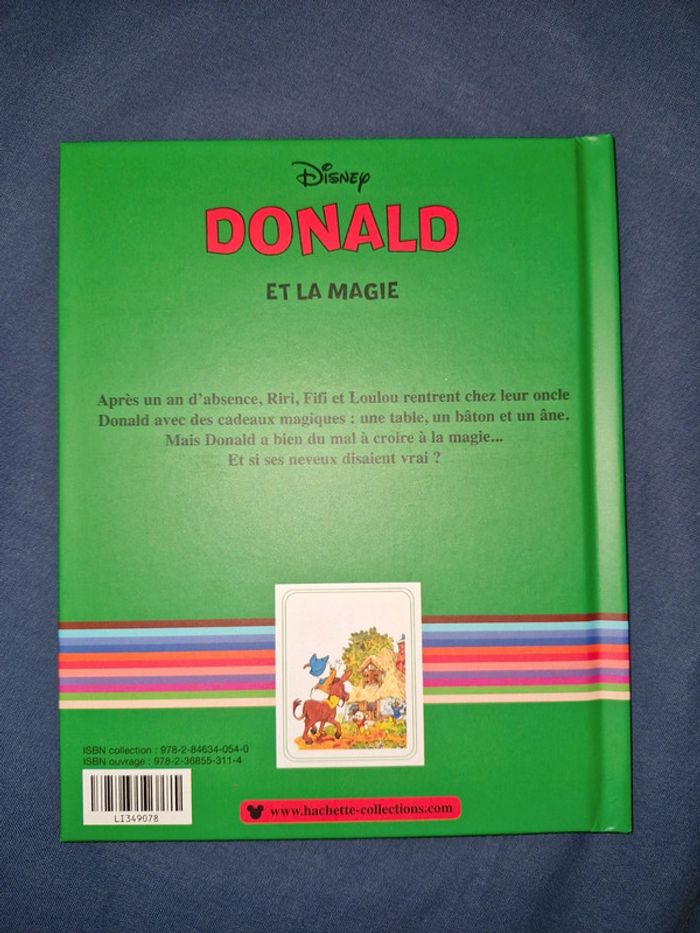 Disney
DONALD
ET LA MAGIE
Après un an d'absence, Riri, Fifi et Loulou rentrent chez leur oncle
Donald avec des cadeaux magiques : une table, un bâton et un âne.
Mais Donald a bien du mal à croire à la magie...
Et si ses neveux disaient vrai ?
ISBN collection : 978-2-84634-054-0
ISBN ouvrage : 978-2-36855-311-4
LI349078
www.hachette-collections.com